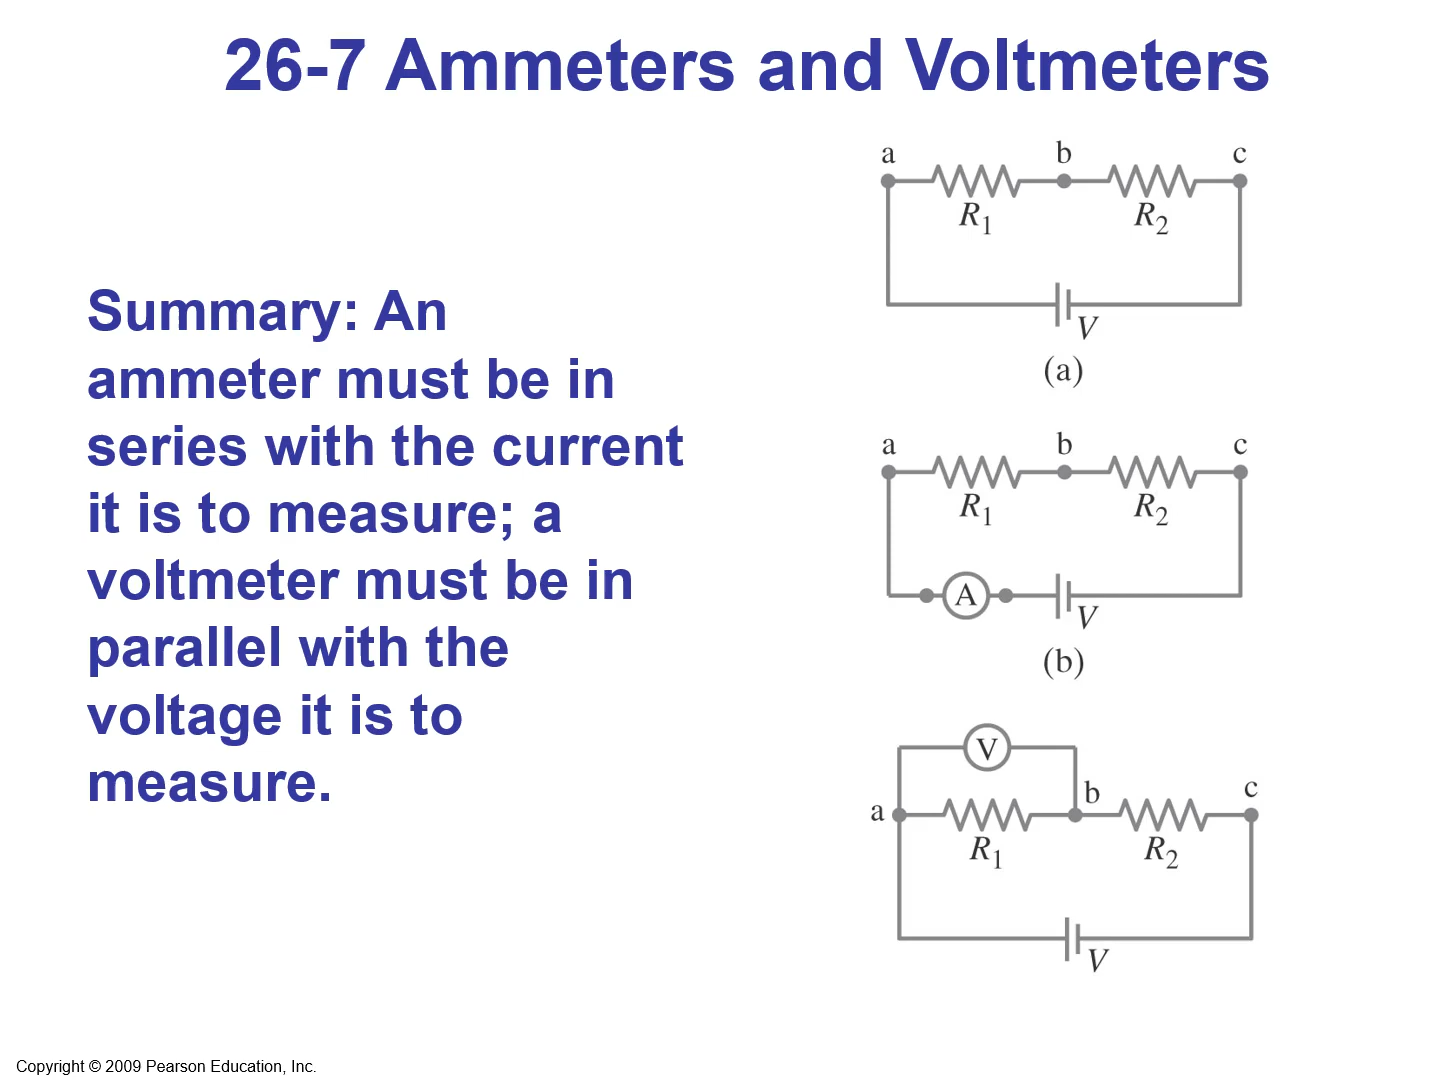 26-7 Ammeters and Voltmeters
Summary: An
ammeter must be in
series with the current
it is to measure; a
voltmeter must be in
parallel with the
voltage it is to
measure.
a b c
R1 R2
V
(a)
a b c
R1 R2
A V
(b)
V
a b c
R1 R2
V
Copyright © 2009 Pearson Education, Inc.